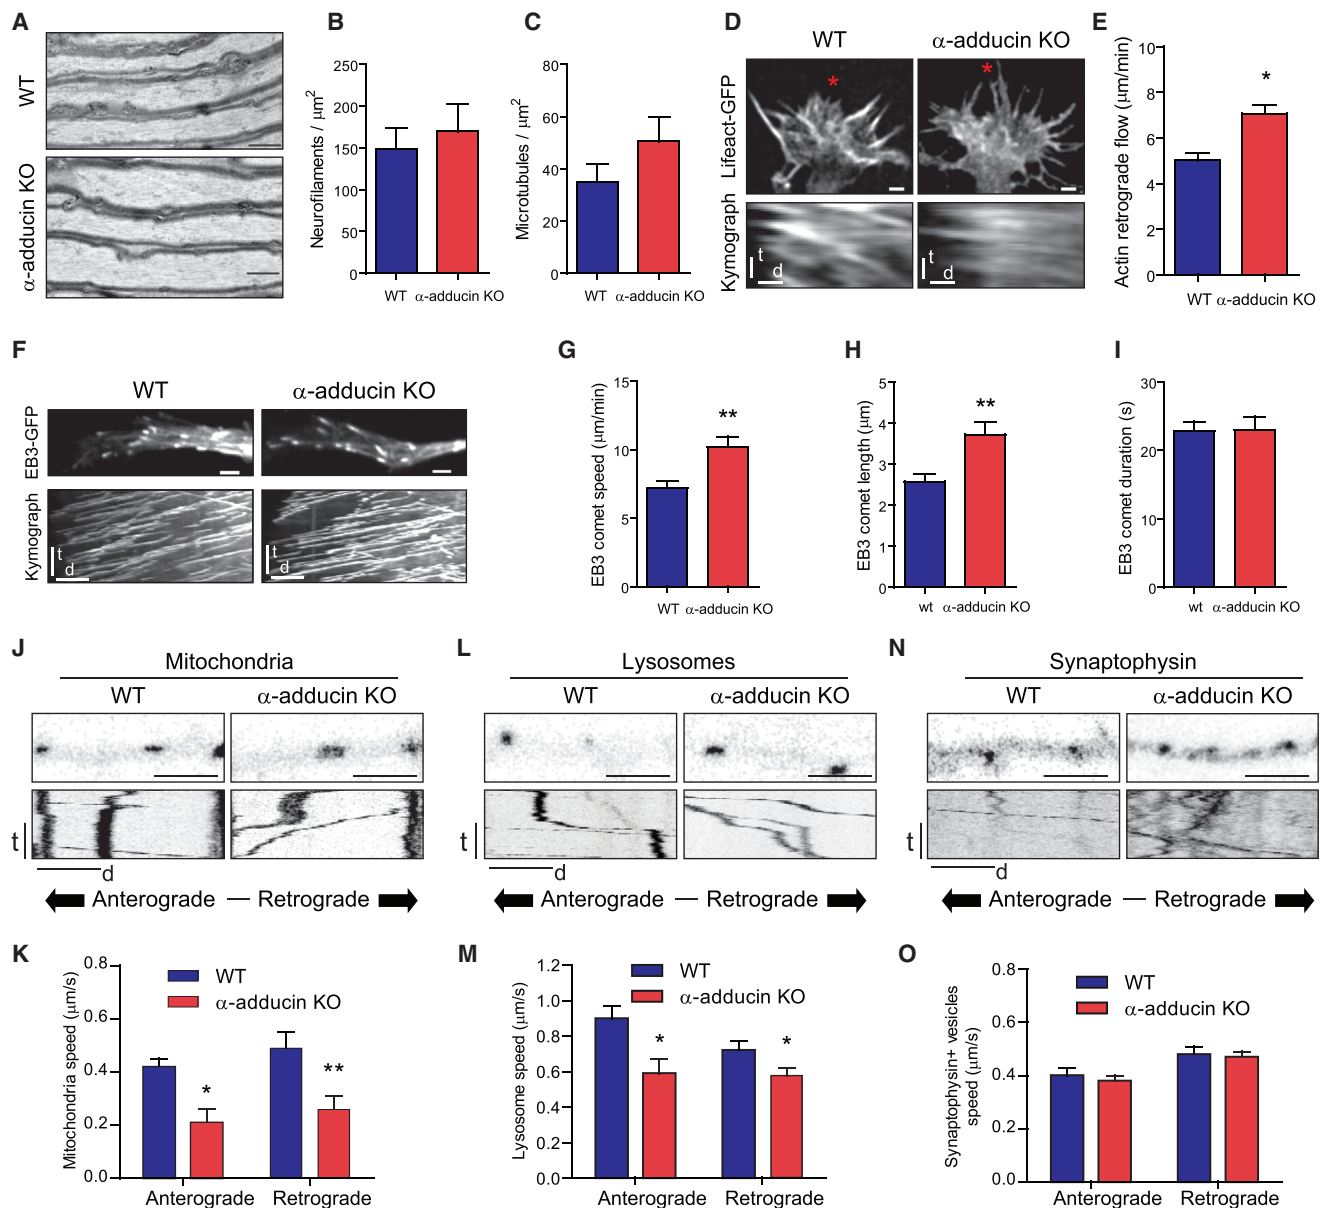 A
WT
α-adducin KO
B
Neurofilaments / μm2
250
200
150
100
50
0
WT α-adducin KO
C
Microtubules / μm2
80
60
40
20
0
WT α-adducin KO
D
WT α-adducin KO
Lifeact-GFP
*
*
Kymograph
t
d
t
d
E
Actin retrograde flow (μm/min)
10
8
6
4
2
0
*
WT α-adducin KO
F
WT α-adducin KO
EB3-GFP
Kymograph
t
d
t
d
G
EB3 comet speed (μm/min)
15
10
5
0
**
WT α-adducin KO
H
EB3 comet length (μm)
5
4
3
2
1
0
**
wt α-adducin KO
I
EB3 comet duration (s)
30
20
10
0
wt α-adducin KO
J
Mitochondria
WT α-adducin KO
t
d
Anterograde — Retrograde
L
Lysosomes
WT α-adducin KO
t
d
Anterograde — Retrograde
N
Synaptophysin
WT α-adducin KO
t
d
Anterograde — Retrograde
K
Mitochondria speed (μm/s)
0.8
0.6
0.4
0.2
0.0
WT
α-adducin KO
*
**
Anterograde Retrograde
M
Lysosome speed (μm/s)
1.2
1.0
0.8
0.6
0.4
0.2
0.0
WT
α-adducin KO
*
*
Anterograde Retrograde
O
Synaptophysin+ vesicles
speed (μm/s)
0.8
0.6
0.4
0.2
0.0
WT
α-adducin KO
Anterograde Retrograde